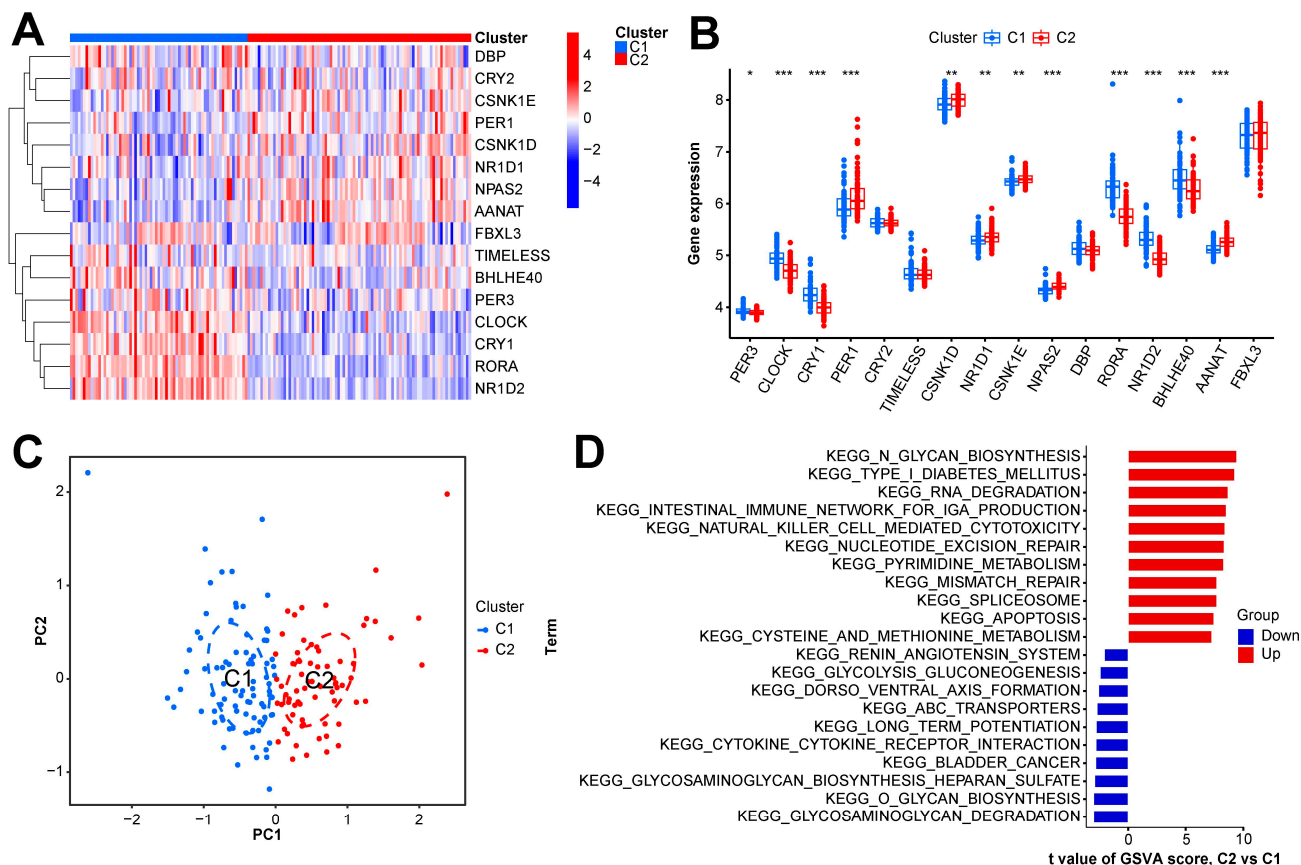 A
Cluster
DBP
CRY2
CSNK1E
PER1
CSNK1D
NR1D1
NPAS2
AANAT
FBXL3
TIMELESS
BHLHE40
PER3
CLOCK
CRY1
RORA
NR1D2
4
2
0
−2
−4
Cluster
C1
C2
B
Cluster C1 C2
* *** *** *** ** ** ** *** *** *** *** ***
Gene expression
8
7
6
5
4
PER3 CLOCK CRY1 PER1 CRY2 TIMELESS CSNK1D NR1D1 CSNK1E NPAS2 DBP RORA NR1D2 BHLHE40 AANAT FBXL3
C
PC2
2
1
0
−1
C1 C2
−2 −1 0 1 2
PC1
Cluster
C1
C2
D
Term
KEGG_N_GLYCAN_BIOSYNTHESIS
KEGG_TYPE_I_DIABETES_MELLITUS
KEGG_RNA_DEGRADATION
KEGG_INTESTINAL_IMMUNE_NETWORK_FOR_IGA_PRODUCTION
KEGG_NATURAL_KILLER_CELL_MEDIATED_CYTOTOXICITY
KEGG_NUCLEOTIDE_EXCISION_REPAIR
KEGG_PYRIMIDINE_METABOLISM
KEGG_MISMATCH_REPAIR
KEGG_SPLICEOSOME
KEGG_APOPTOSIS
KEGG_CYSTEINE_AND_METHIONINE_METABOLISM
KEGG_RENIN_ANGIOTENSIN_SYSTEM
KEGG_GLYCOLYSIS_GLUCONEOGENESIS
KEGG_DORSO_VENTRAL_AXIS_FORMATION
KEGG_ABC_TRANSPORTERS
KEGG_LONG_TERM_POTENTIATION
KEGG_CYTOKINE_CYTOKINE_RECEPTOR_INTERACTION
KEGG_BLADDER_CANCER
KEGG_GLYCOSAMINOGLYCAN_BIOSYNTHESIS_HEPARAN_SULFATE
KEGG_O_GLYCAN_BIOSYNTHESIS
KEGG_GLYCOSAMINOGLYCAN_DEGRADATION
0 5 10
t value of GSVA score, C2 vs C1
Group
Down
Up